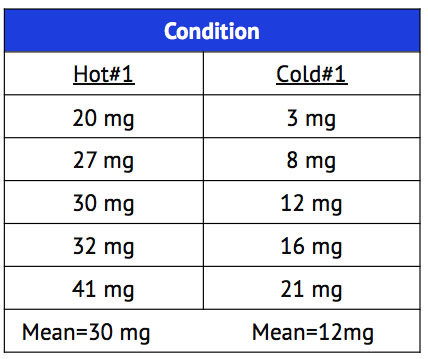 Condition
Hot#1 Cold#1
20 mg 3 mg
27 mg 8 mg
30 mg 12 mg
32 mg 16 mg
41 mg 21 mg
Mean=30 mg Mean=12mg